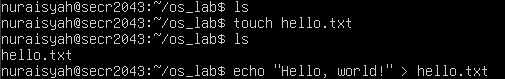 nuraisyah@secr2043:~/os_lab$ ls
nuraisyah@secr2043:~/os_lab$ touch hello.txt
nuraisyah@secr2043:~/os_lab$ ls
hello.txt
nuraisyah@secr2043:~/os_lab$ echo "Hello, world!" > hello.txt